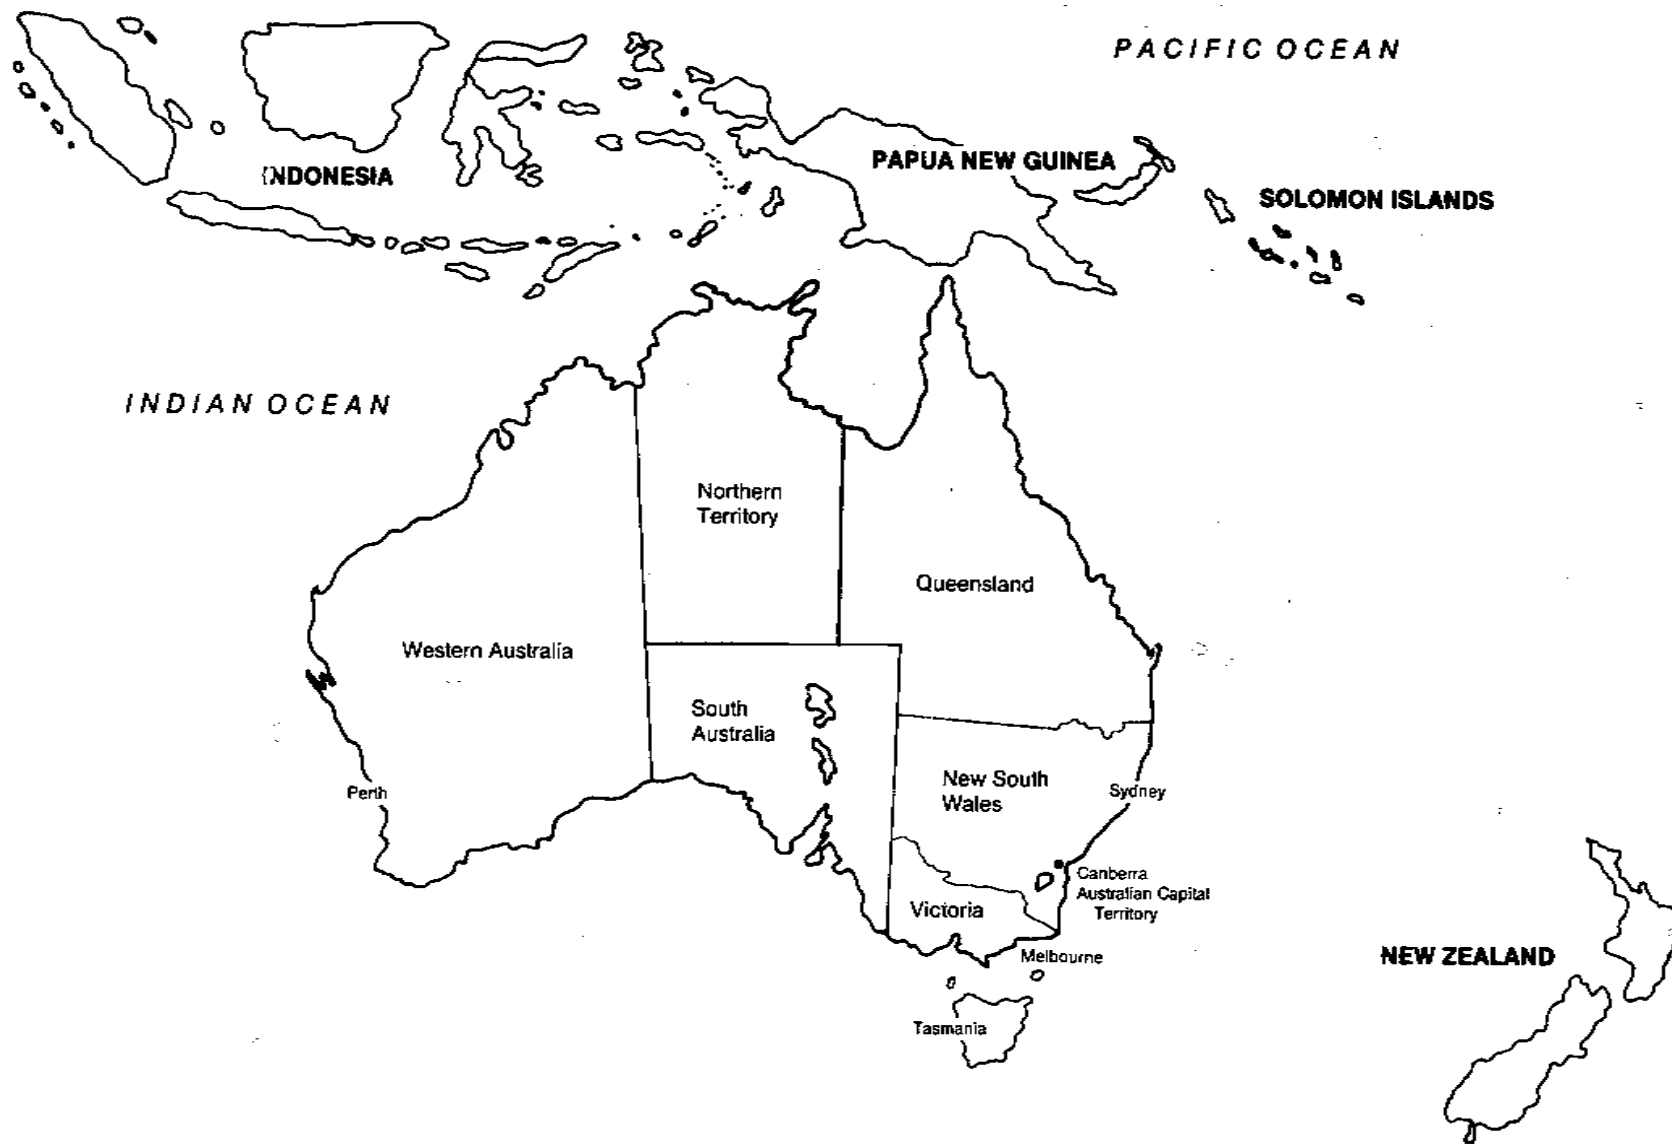 PACIFIC OCEAN
INDONESIA
PAPUA NEW GUINEA
SOLOMON ISLANDS
INDIAN OCEAN
Northern
Territory
Queensland
Western Australia
South
Australia
New South
Wales
Perth
Sydney
Canberra
Australian Capital
Territory
Victoria
Melbourne
NEW ZEALAND
Tasmania